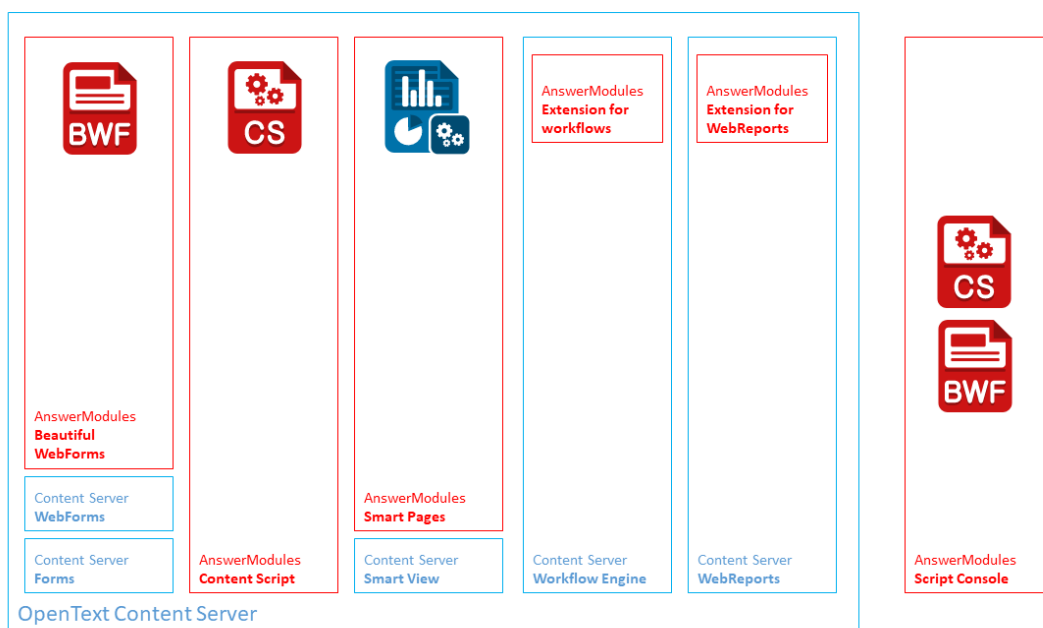 BWF
AnswerModules
Beautiful
WebForms
Content Server
WebForms
Content Server
Forms
CS
AnswerModules
Content Script
AnswerModules
Smart Pages
Content Server
Smart View
AnswerModules
Extension for
workflows
Content Server
Workflow Engine
AnswerModules
Extension for
WebReports
Content Server
WebReports
OpenText Content Server
CS
BWF
AnswerModules
Script Console